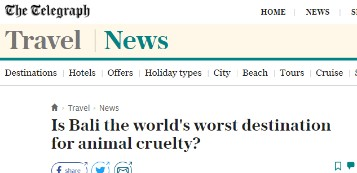 The Telegraph
HOME NEWS
Travel News
Destinations Hotels Offers Holiday types City Beach Tours Cruise
Travel News
Is Bali the world's worst destination
for animal cruelty?
share